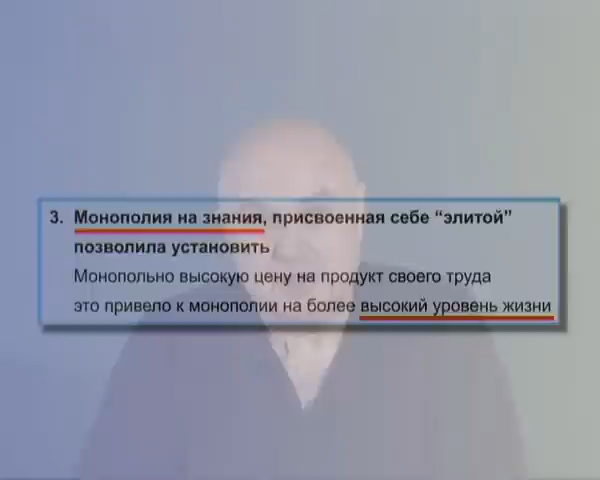 3. Монополия на знания, присвоенная себе “элитой”
позволила установить
Монопольно высокую цену на продукт своего труда
это привело к монополии на более высокий уровень жизни